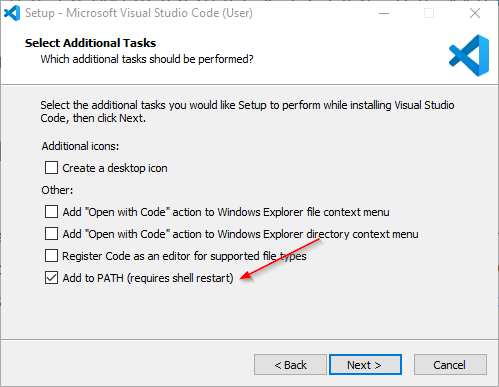 Setup - Microsoft Visual Studio Code (User)
Select Additional Tasks
Which additional tasks should be performed?
Select the additional tasks you would like Setup to perform while installing Visual Studio
Code, then click Next.
Additional icons:
Create a desktop icon
Other:
Add "Open with Code" action to Windows Explorer file context menu
Add "Open with Code" action to Windows Explorer directory context menu
Register Code as an editor for supported file types
Add to PATH (requires shell restart)
< Back
Next >
Cancel